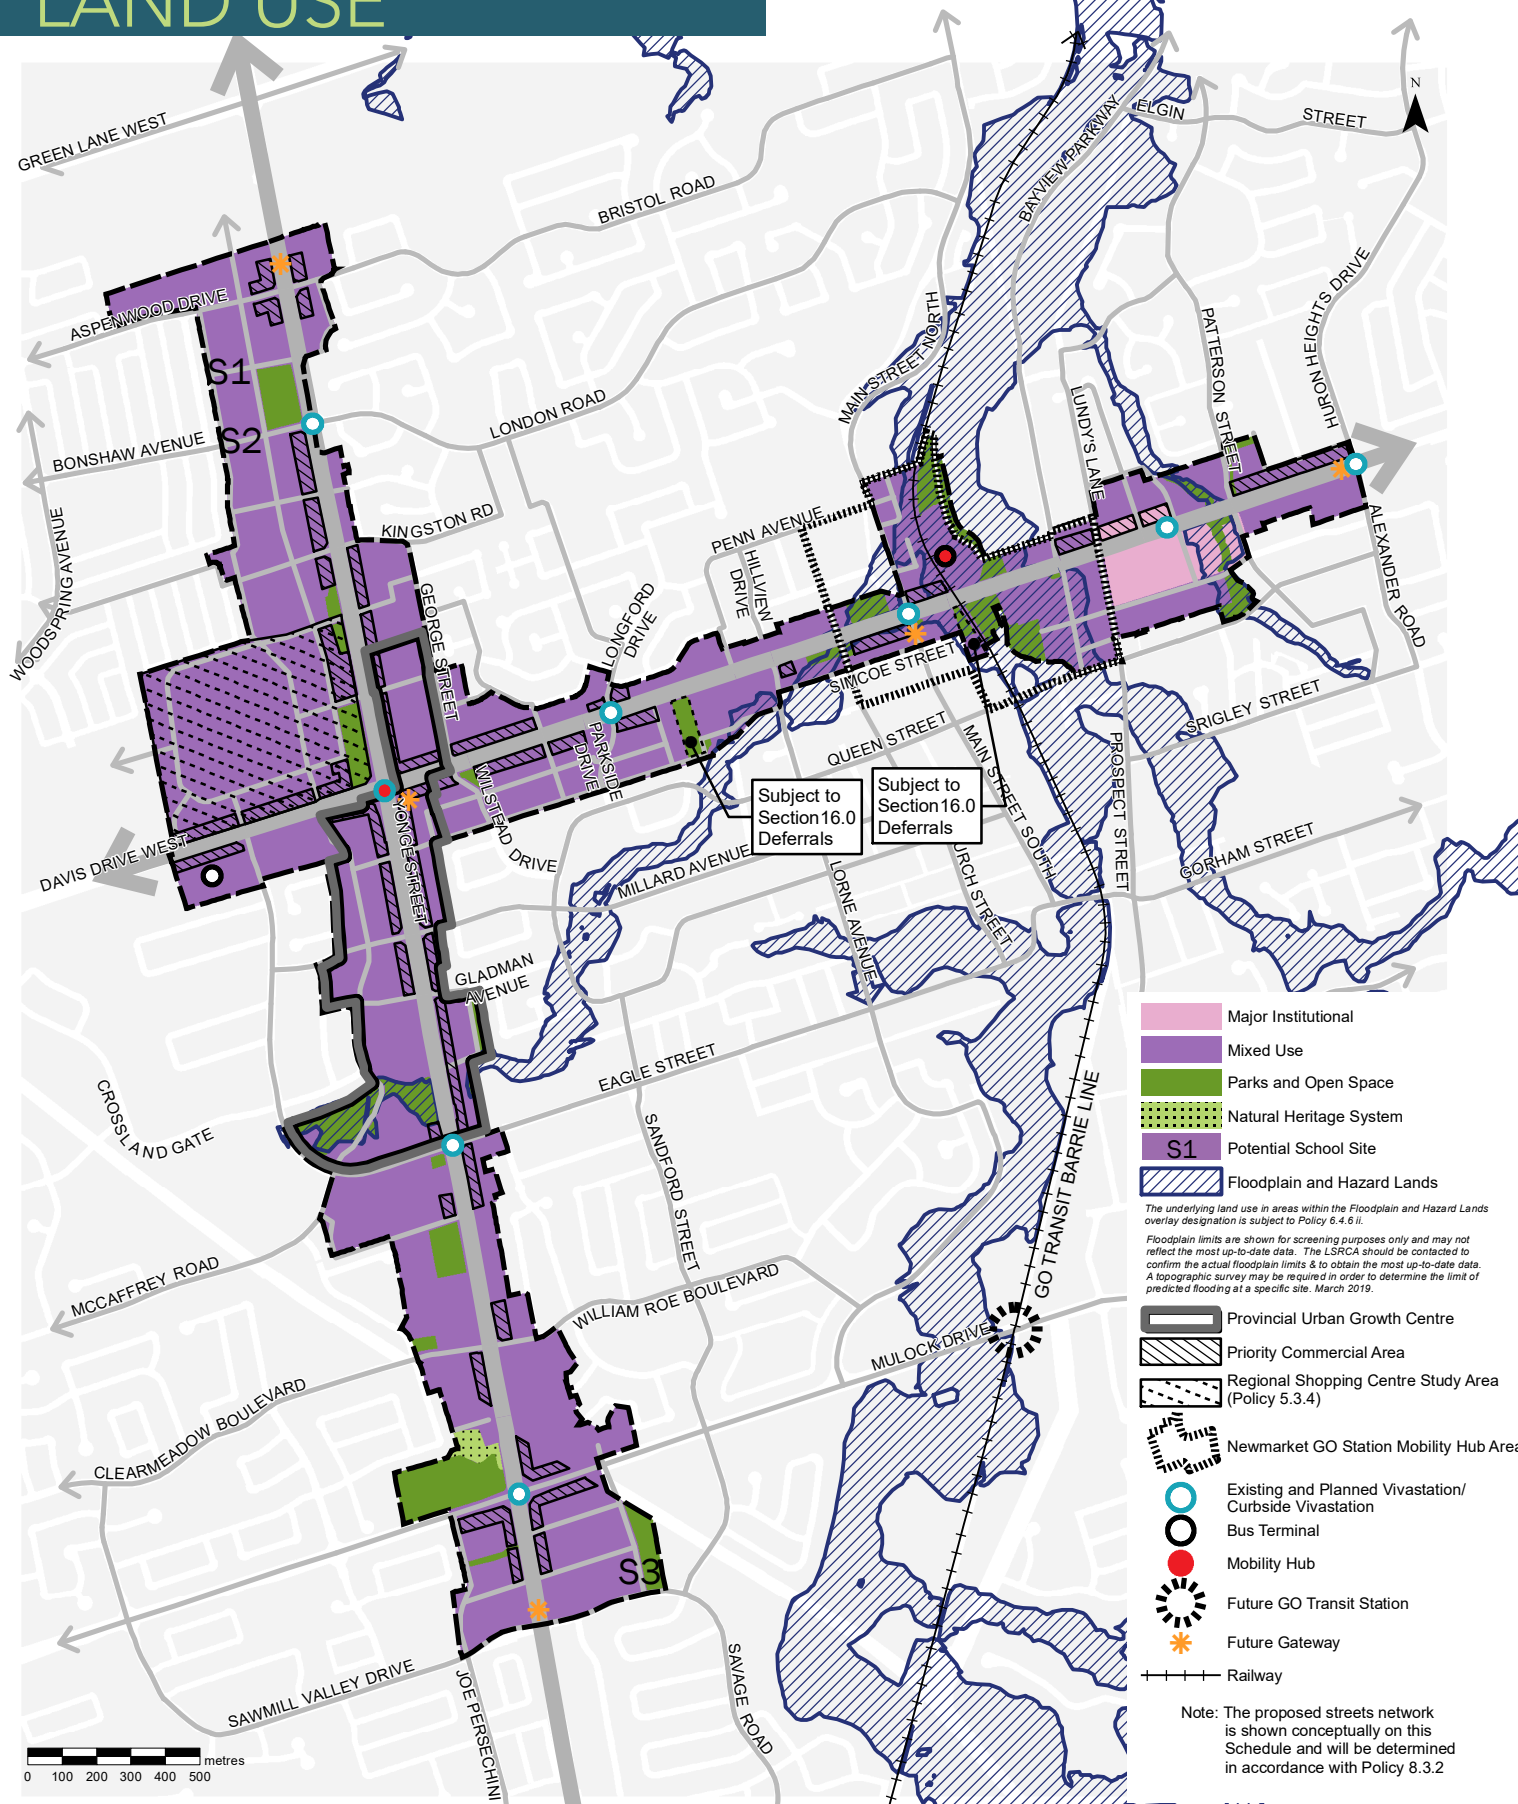 LAND USE
GREEN LANE WEST
BRISTOL ROAD
BAYVIEW PARKWAY
ELGIN
STREET
N
ASPENWOOD DRIVE
S1
S2
BONSHAW AVENUE
LONDON ROAD
MAIN STREET NORTH
LUNDY'S LANE
PATTERSON STREET
HURON HEIGHTS DRIVE
WOODSPRING AVENUE
KINGSTON RD
GEORGE STREET
LONGFORD
DRIVE
PENN AVENUE
HILLVIEW
DRIVE
ALEXANDER ROAD
SIMCOE STREET
QUEEN STREET
SRIGLEY STREET
PARKSIDE
DRIVE
WILSTEAD DRIVE
YONGE STREET
DAVIS DRIVE WEST
Subject to
Section16.0
Deferrals
Subject to
Section16.0
Deferrals
MAIN STREET SOUTH
PROSPECT STREET
GORHAM STREET
MILLARD AVENUE
LORNE AVENUE
URCH STREET
GLADMAN
AVENUE
EAGLE STREET
CROSSLAND GATE
SANDFORD STREET
GO TRANSIT BARRIE LINE
MCCAFFREY ROAD
WILLIAM ROE BOULEVARD
MULOCK DRIVE
CLEARMEADOW BOULEVARD
S3
SAWMILL VALLEY DRIVE
JOE PERSECHINI
SAVAGE ROAD
metres
0 100 200 300 400 500
Major Institutional
Mixed Use
Parks and Open Space
Natural Heritage System
S1 Potential School Site
Floodplain and Hazard Lands
The underlying land use in areas within the Floodplain and Hazard Lands
overlay designation is subject to Policy 6.4.6 ii.
Floodplain limits are shown for screening purposes only and may not
reflect the most up-to-date data. The LSRCA should be contacted to
confirm the actual floodplain limits & to obtain the most up-to-date data.
A topographic survey may be required in order to determine the limit of
predicted flooding at a specific site. March 2019.
Provincial Urban Growth Centre
Priority Commercial Area
Regional Shopping Centre Study Area
(Policy 5.3.4)
Newmarket GO Station Mobility Hub Area
Existing and Planned Vivastation/
Curbside Vivastation
Bus Terminal
Mobility Hub
Future GO Transit Station
Future Gateway
Railway
Note: The proposed streets network
is shown conceptually on this
Schedule and will be determined
in accordance with Policy 8.3.2